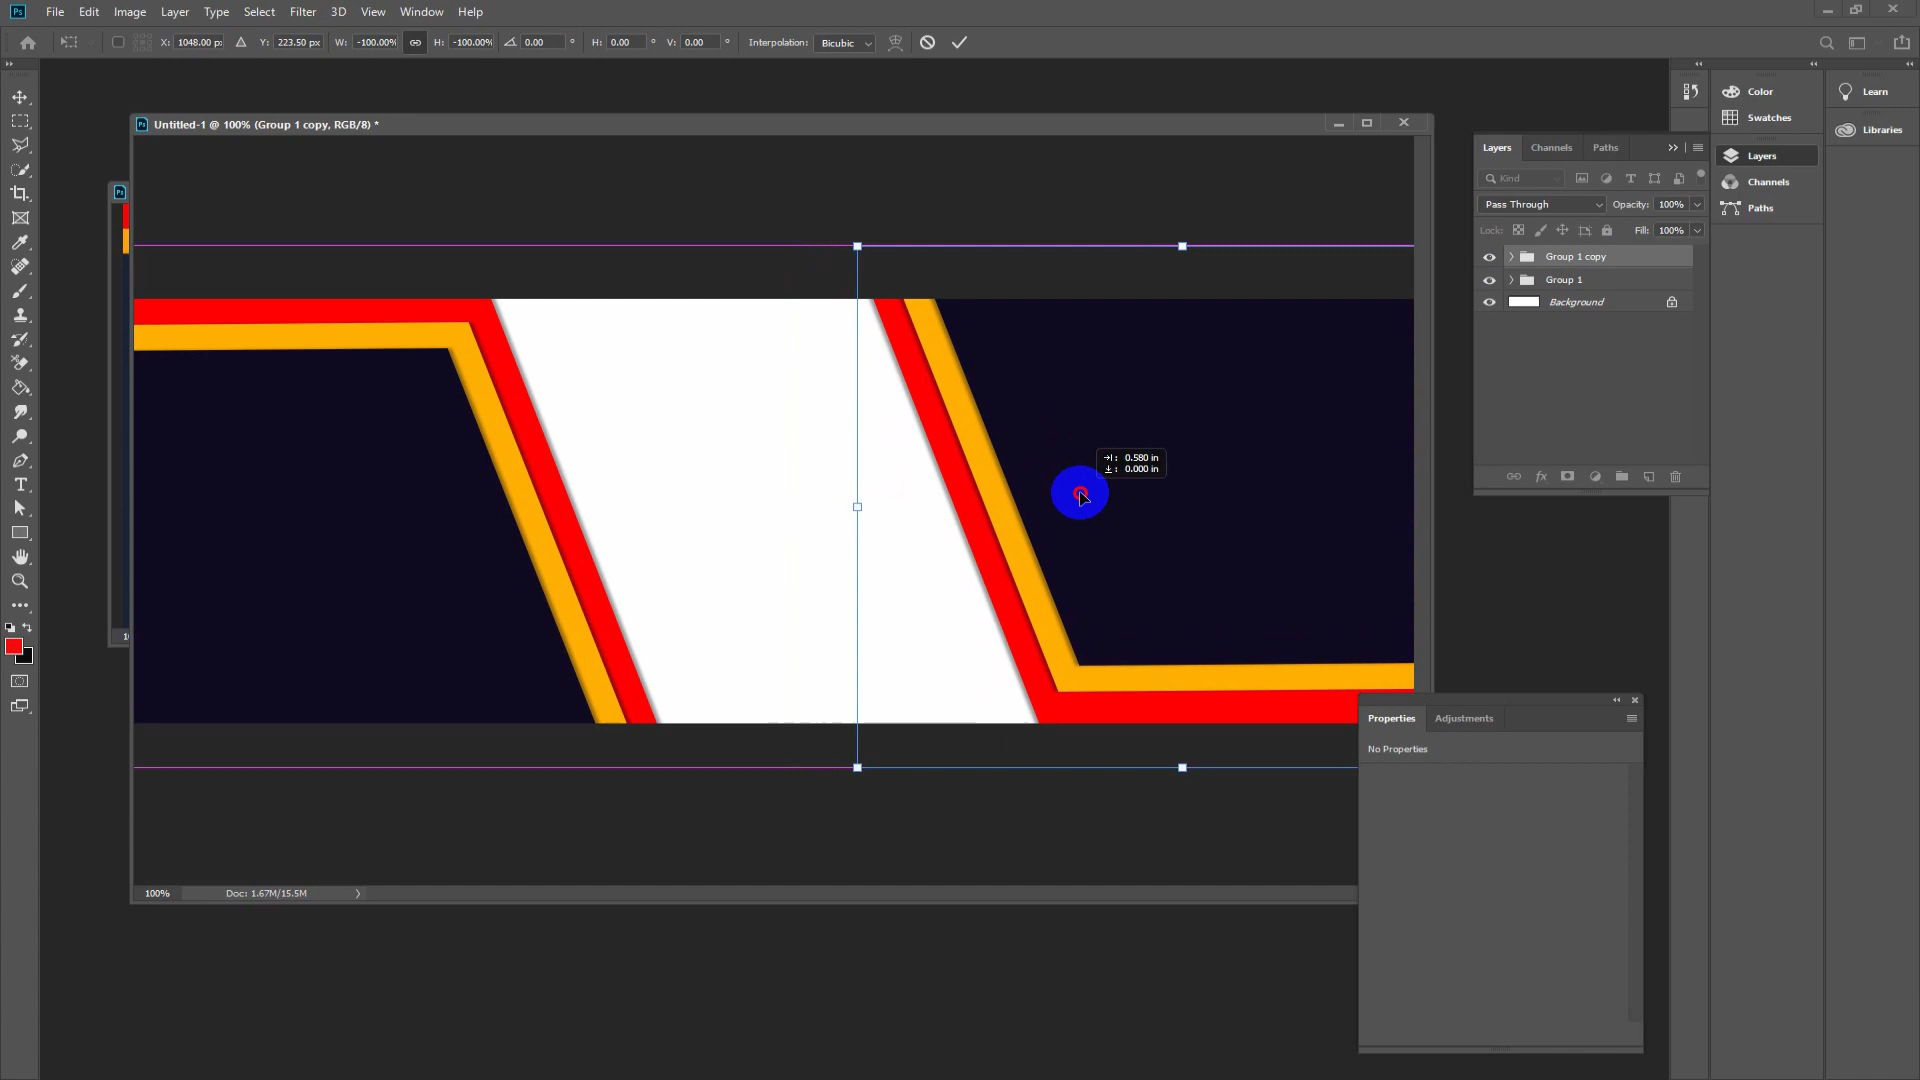 Ps File Edit Image Layer Type Select Filter 3D View Window Help
X: 1048.00 px Y: 223.50 px W: -100.00% H: -100.00% 0.00 ° H: 0.00 ° V: 0.00 ° Interpolation: Bicubic
Untitled-1 @ 100% (Group 1 copy, RGB/8) *
Layers Channels Paths
Kind
Pass Through Opacity: 100%
Lock: Fill: 100%
Group 1 copy
Group 1
Background
Color
Swatches
Layers
Channels
Paths
Learn
Libraries
0.580 in
0.000 in
Properties Adjustments
No Properties
100% Doc: 1.67M/15.5M